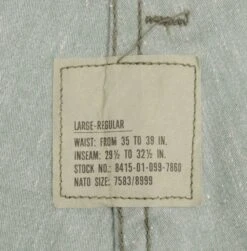 LARGE-REGULAR
WAIST: FROM 35 TO 39 IN.
INSEAM: 29½ TO 32½ IN.
STOCK NO.: 8415-01-099-7860
NATO SIZE: 7583/8999